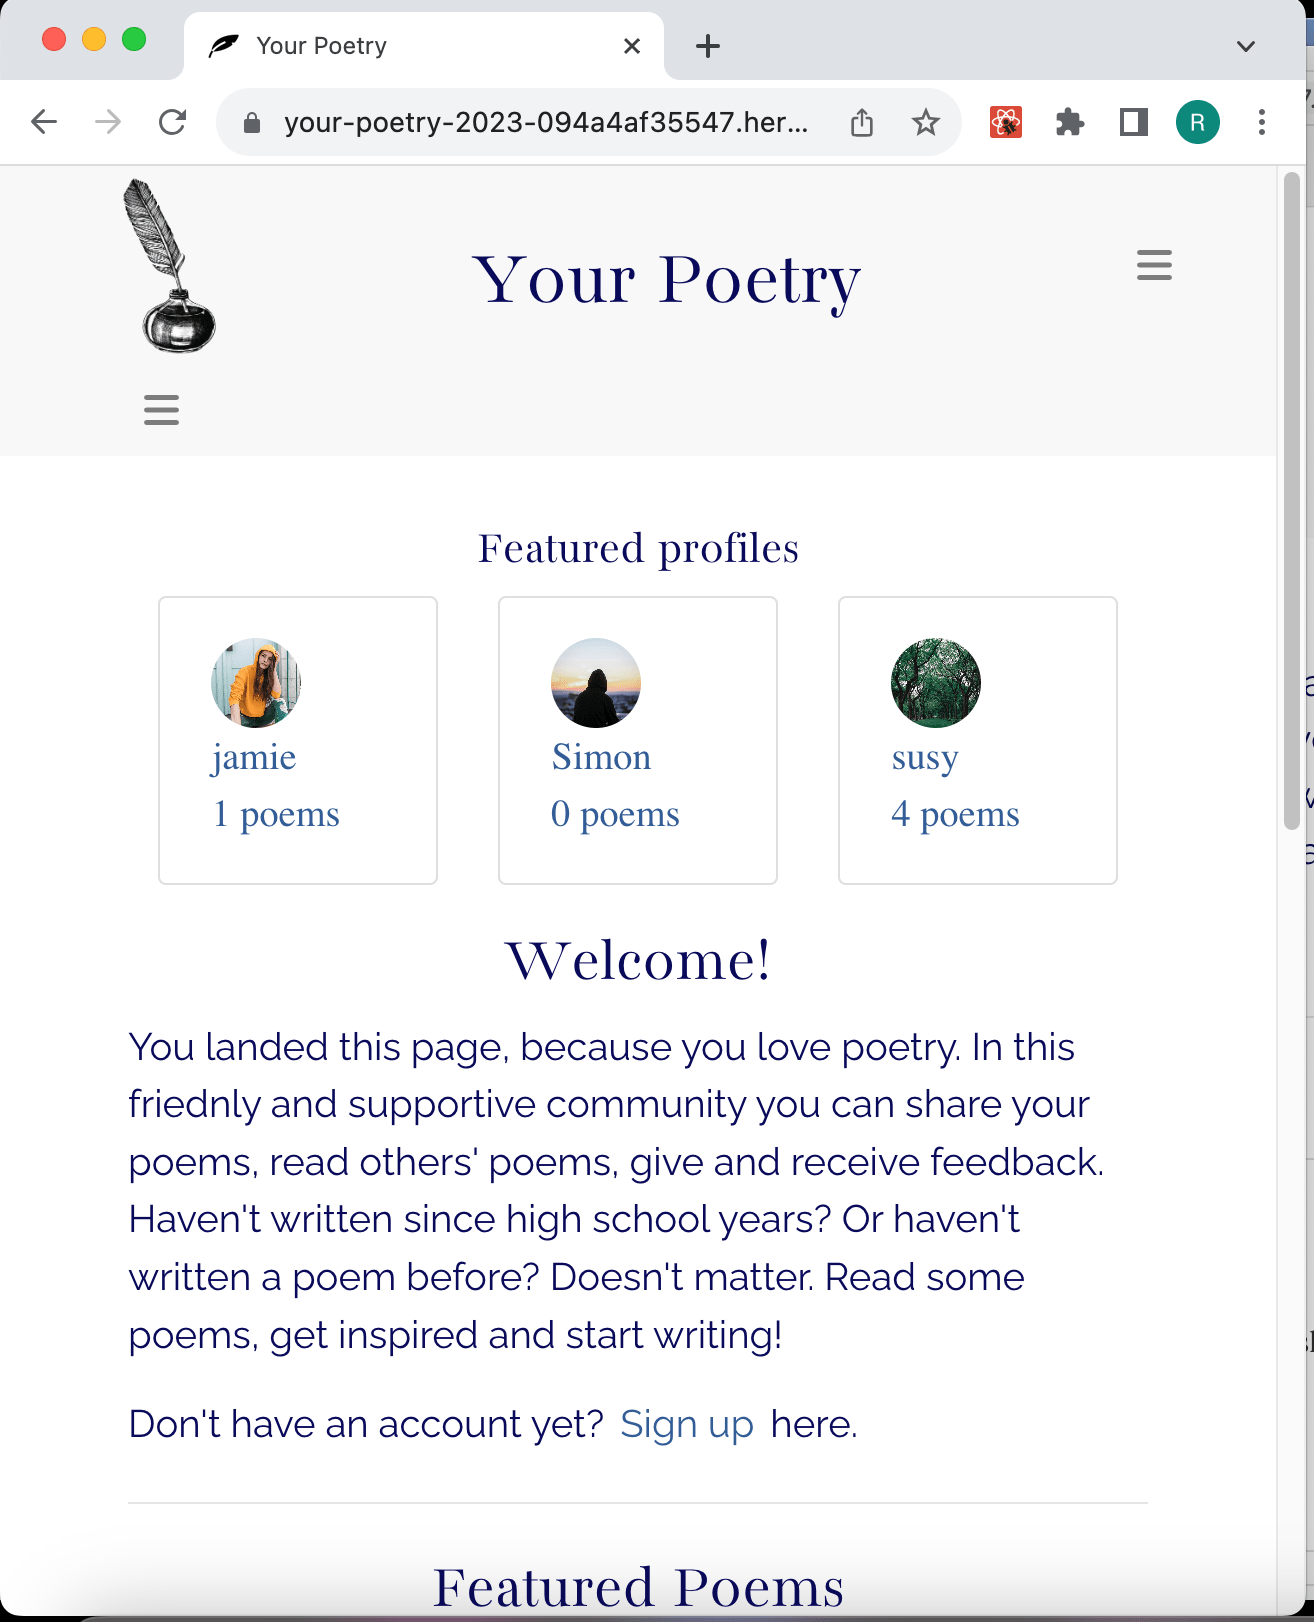 Your Poetry
your-poetry-2023-094a4af35547.her...
R
Your Poetry
Featured profiles
jamie
1 poems
Simon
0 poems
susy
4 poems
Welcome!
You landed this page, because you love poetry. In this
friednly and supportive community you can share your
poems, read others' poems, give and receive feedback.
Haven't written since high school years? Or haven't
written a poem before? Doesn't matter. Read some
poems, get inspired and start writing!
Don't have an account yet? Sign up here.
Featured Poems